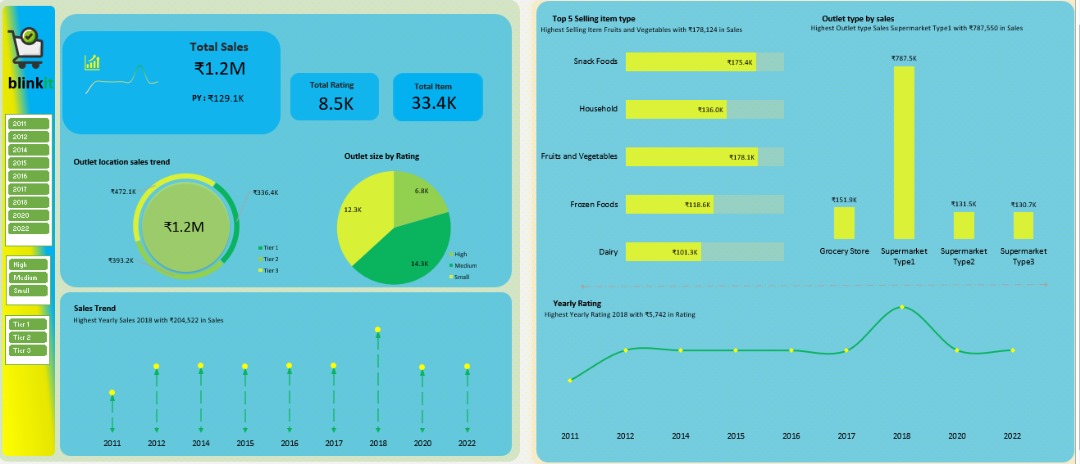 blinkit
2011
2012
2014
2015
2016
2017
2018
2020
2022
High
Medium
Small
Tier 1
Tier 2
Tier 3
Total Sales
₹1.2M
PY : ₹129.1K
Total Rating
8.5K
Total Item
33.4K
Outlet location sales trend
₹472.1K
₹336.4K
₹1.2M
₹393.2K
Tier 1
Tier 2
Tier 3
Outlet size by Rating
6.8K
12.3K
14.3K
High
Medium
Small
Sales Trend
Highest Yearly Sales 2018 with ₹204,522 in Sales
2011 2012 2014 2015 2016 2017 2018 2020 2022
Top 5 Selling item type
Highest Selling Item Fruits and Vegetables with ₹178,124 in Sales
Snack Foods ₹175.4K
Household ₹136.0K
Fruits and Vegetables ₹178.1K
Frozen Foods ₹118.6K
Dairy ₹101.3K
Outlet type by sales
Highest Outlet type Sales Supermarket Type1 with ₹787,550 in Sales
₹787.5K
₹151.9K
₹131.5K
₹130.7K
Grocery Store
Supermarket
Type1
Supermarket
Type2
Supermarket
Type3
Yearly Rating
Highest Yearly Rating 2018 with ₹5,742 in Rating
2011 2012 2014 2015 2016 2017 2018 2020 2022